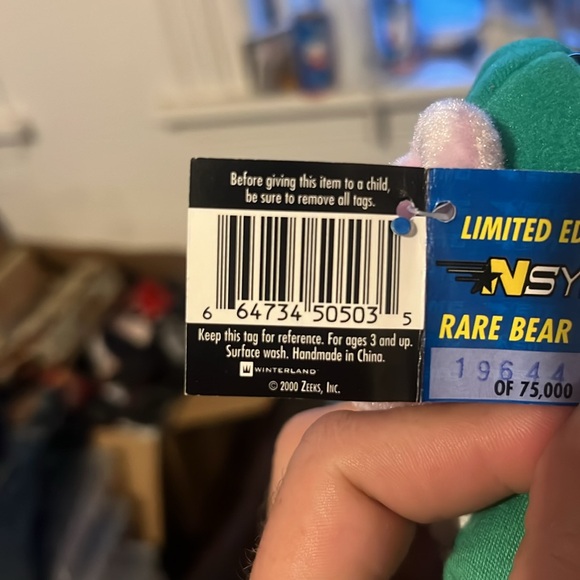 Before giving this item to a child,
be sure to remove all tags.
6 64734 50503 5
Keep this tag for reference. For ages 3 and up.
Surface wash. Handmade in China.
WINTERLAND
© 2000 ZEEKS, INC.
LIMITED ED
NSY
RARE BEAR
19644
OF 75,000